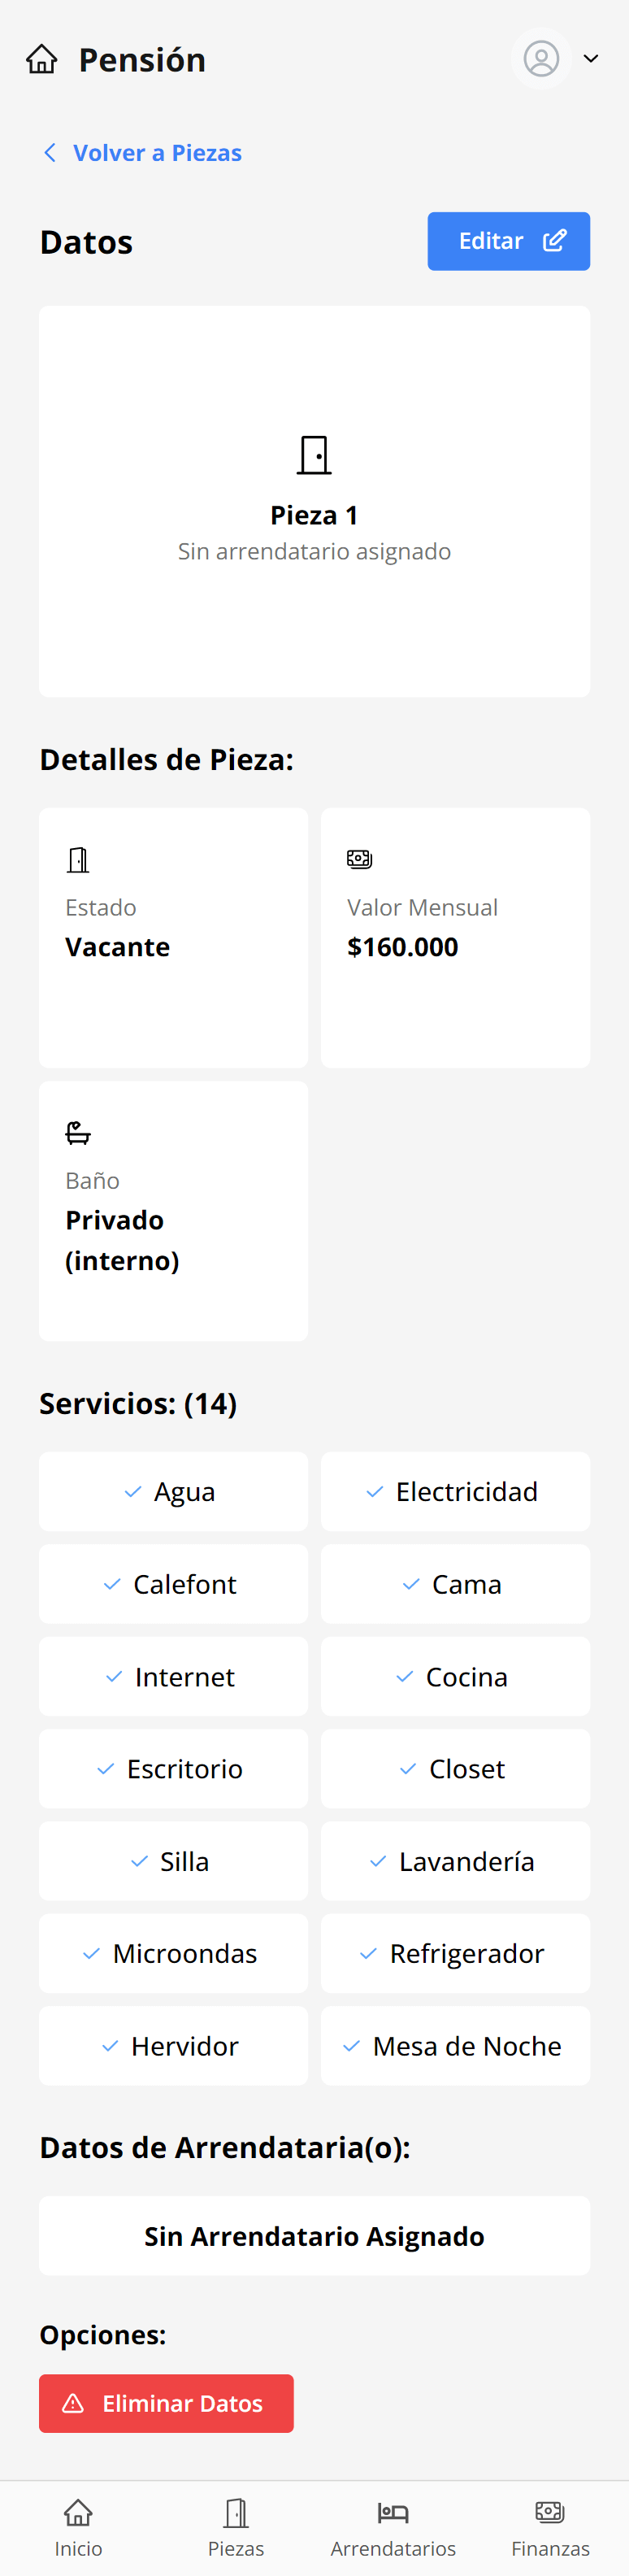 Pensión
Volver a Piezas
Datos
Editar
Pieza 1
Sin arrendatario asignado
Detalles de Pieza:
Estado
Vacante
Valor Mensual
$160.000
Baño
Privado
(interno)
Servicios: (14)
Agua
Electricidad
Calefont
Cama
Internet
Cocina
Escritorio
Closet
Silla
Lavandería
Microondas
Refrigerador
Hervidor
Mesa de Noche
Datos de Arrendataria(o):
Sin Arrendatario Asignado
Opciones:
Eliminar Datos
Inicio
Piezas
Arrendatarios
Finanzas